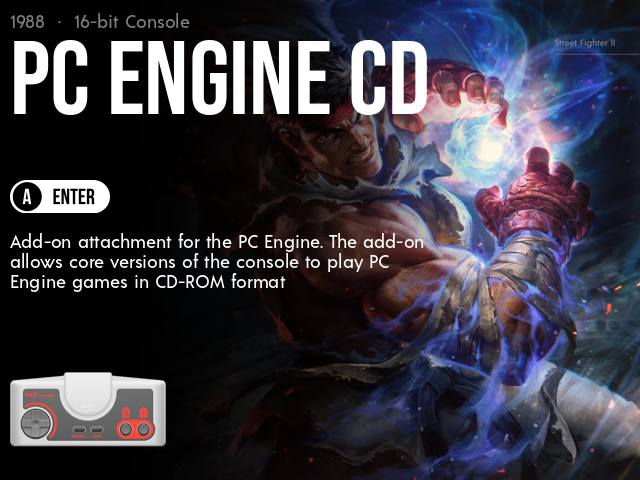 1988 · 16-bit Console
PC ENGINE CD
Street Fighter II
A ENTER
Add-on attachment for the PC Engine. The add-on
allows core versions of the console to play PC
Engine games in CD-ROM format